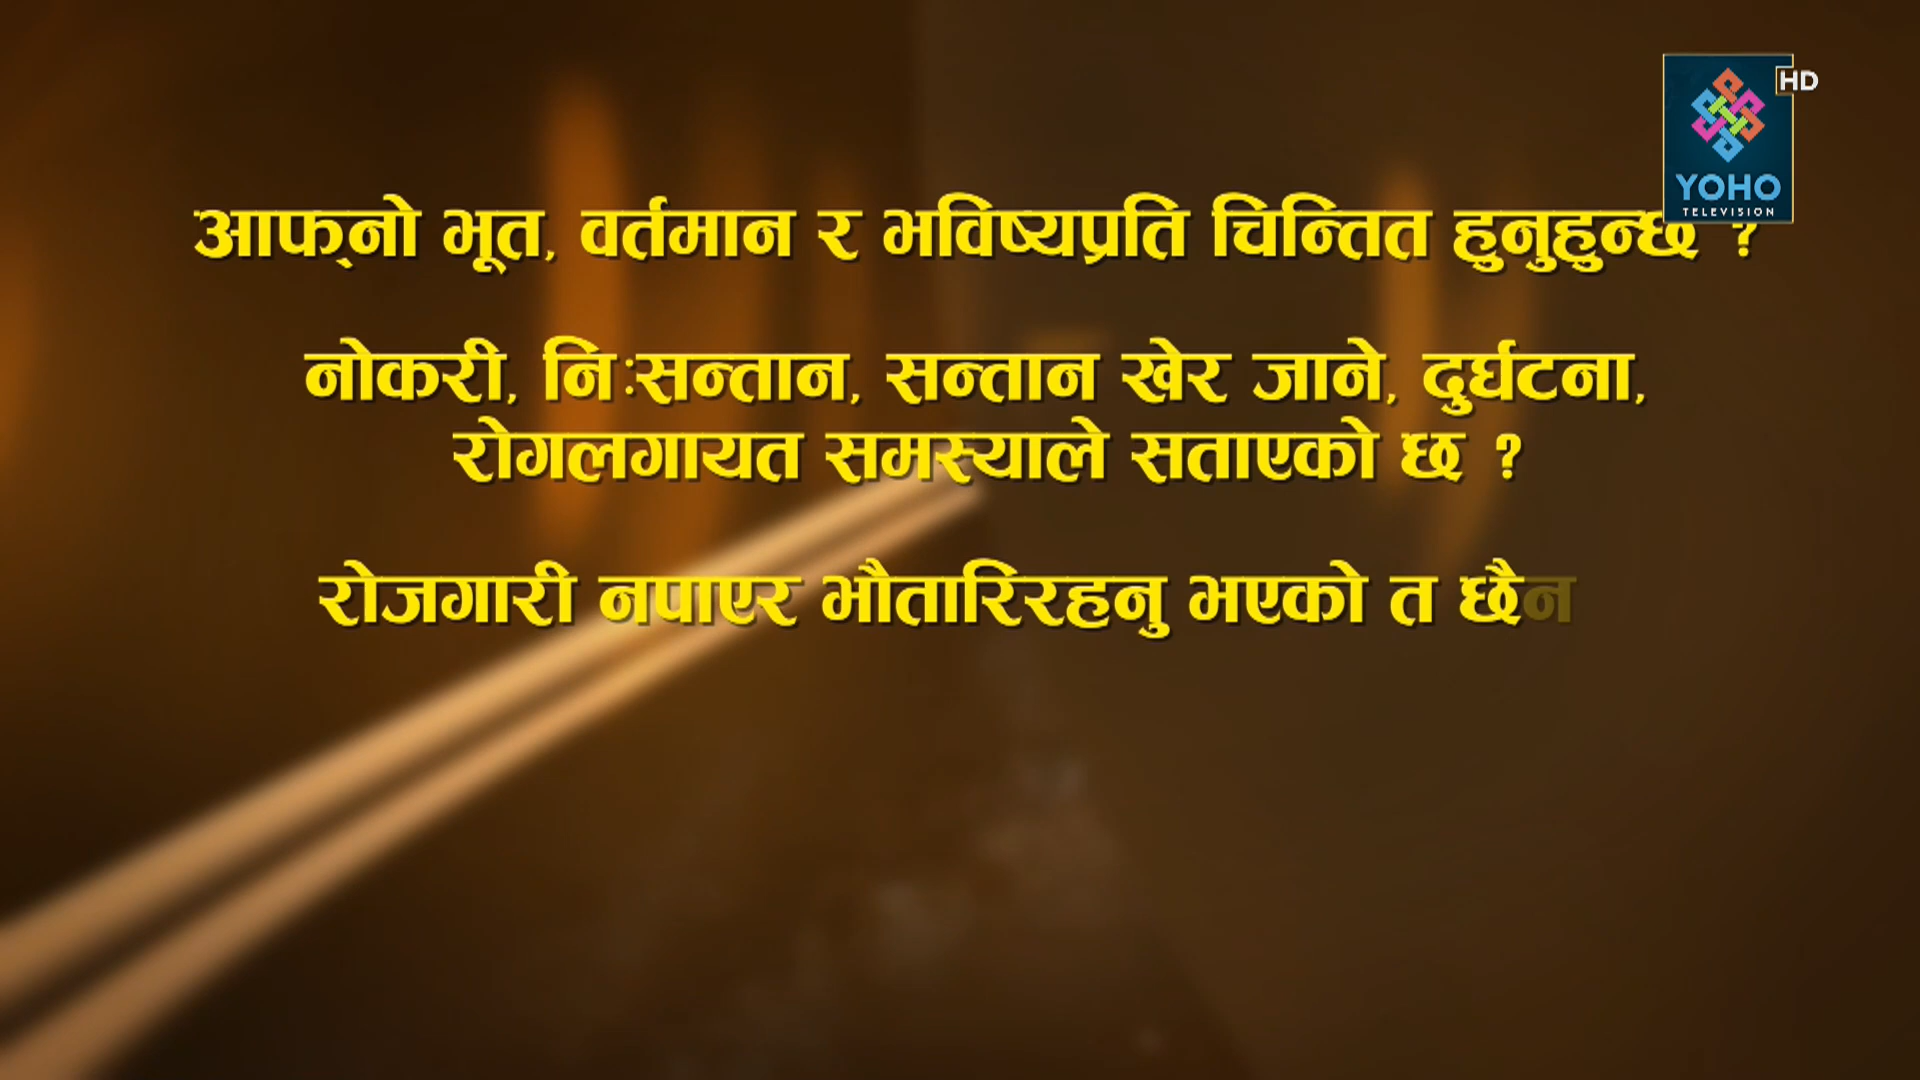 HD
YOHO
TELEVISION
आफ्‌नो भूत, वर्तमान र भविष्यप्रति चिन्तित हुनुहुन्छ ?
नोकरी, निःसन्तान, सन्तान खेर जाने, दुर्घटना,
रोगलगायत समस्याले सताएको छ ?
रोजगारी नपाएर भौतारिरहनु भएको त छैन